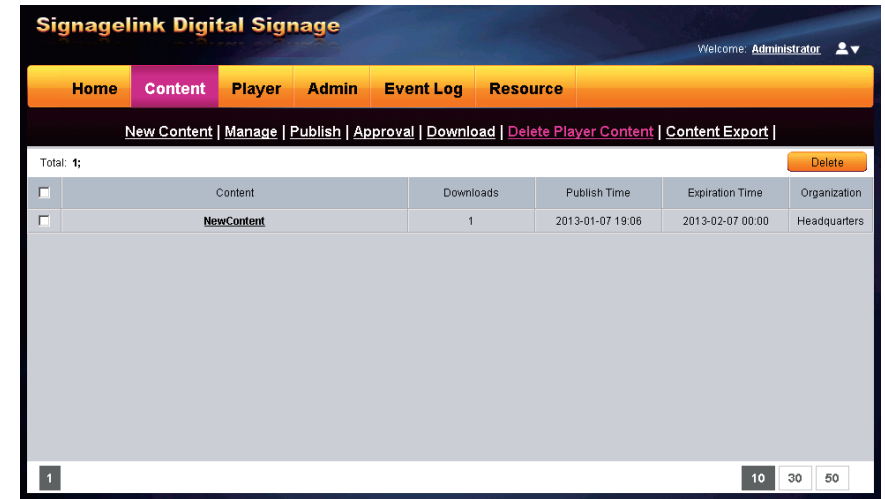 Signagelink Digital Signage
Welcome: Administrator
Home Content Player Admin Event Log Resource
New Content | Manage | Publish | Approval | Download | Delete Player Content | Content Export |
Total: 1; Delete
Content Downloads Publish Time Expiration Time Organization
NewContent 1 2013-01-07 19:06 2013-02-07 00:00 Headquarters
1 10 30 50